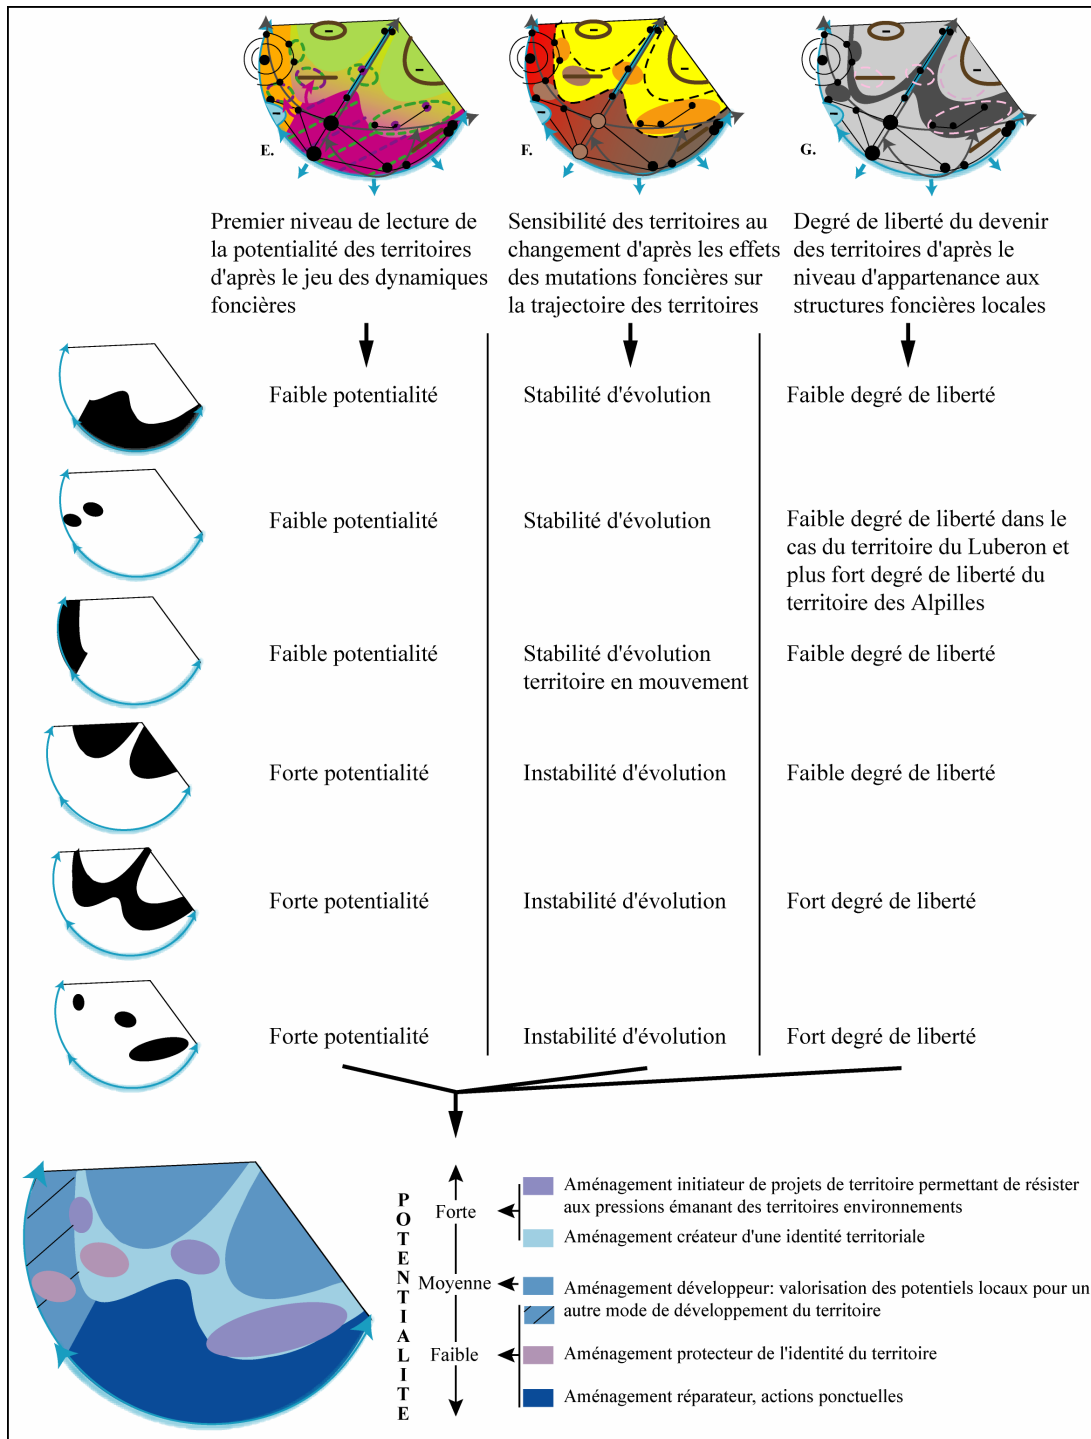 E.
F.
G.
Premier niveau de lecture de
la potentialité des territoires
d'après le jeu des dynamiques
foncières
Sensibilité des territoires au
changement d'après les effets
des mutations foncières sur
la trajectoire des territoires
Degré de liberté du devenir
des territoires d'après le
niveau d'appartenance aux
structures foncières locales
Faible potentialité
Stabilité d'évolution
Faible degré de liberté
Faible potentialité
Stabilité d'évolution
Faible degré de liberté dans le
cas du territoire du Luberon et
plus fort degré de liberté du
territoire des Alpilles
Faible potentialité
Stabilité d'évolution
territoire en mouvement
Faible degré de liberté
Forte potentialité
Instabilité d'évolution
Faible degré de liberté
Forte potentialité
Instabilité d'évolution
Fort degré de liberté
Forte potentialité
Instabilité d'évolution
Fort degré de liberté
POTENTIALITE
Forte
Moyenne
Faible
Aménagement initiateur de projets de territoire permettant de résister
aux pressions émanant des territoires environnements
Aménagement créateur d'une identité territoriale
Aménagement développeur: valorisation des potentiels locaux pour un
autre mode de développement du territoire
Aménagement protecteur de l'identité du territoire
Aménagement réparateur, actions ponctuelles